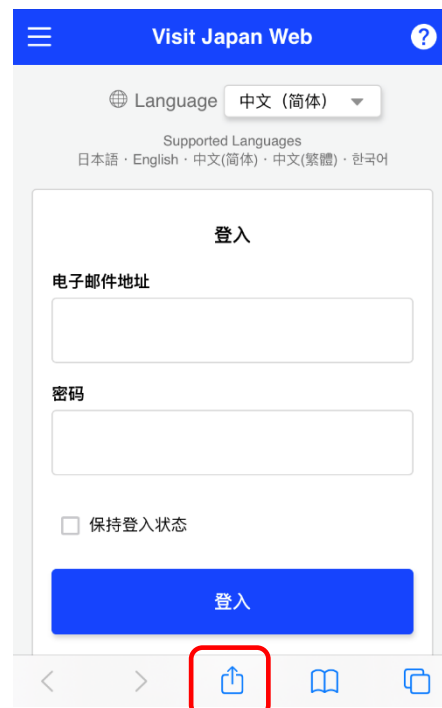 Visit Japan Web
?
Language 中文（简体）
Supported Languages
日本語・English・中文(简体)・中文(繁體)・한국어
登入
电子邮件地址
密码
保持登入状态
登入